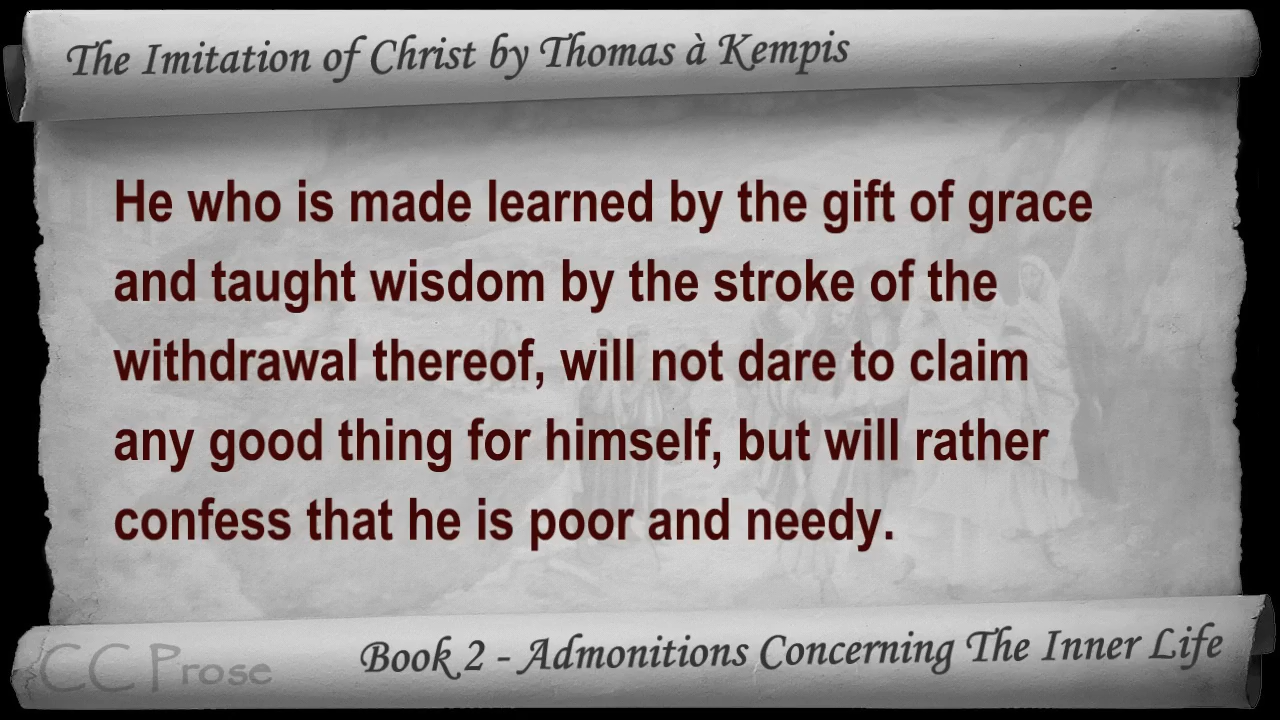 The Imitation of Christ by Thomas à Kempis
He who is made learned by the gift of grace
and taught wisdom by the stroke of the
withdrawal thereof, will not dare to claim
any good thing for himself, but will rather
confess that he is poor and needy.
CC Prose
Book 2 - Admonitions Concerning The Inner Life